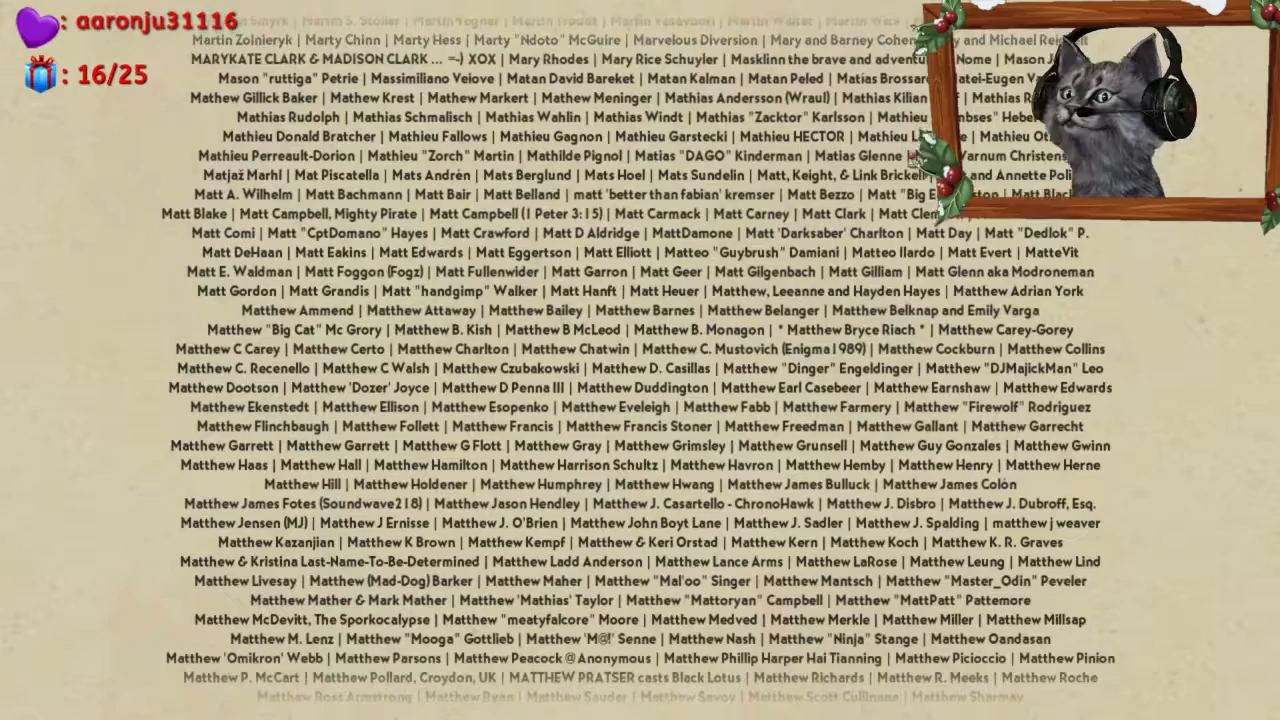 : aaronju31116
: 16/25
Martin Zolnieryk | Marty Chinn | Marty Hess | Marty "Ndoto" McGuire | Marvelous Diversion | Mary and Barney Cohen and Michael
MARYKATE CLARK & MADISON CLARK ... =-) XOX | Mary Rhodes | Mary Rice Schuyler | Masklinn the brave and Nome | Mason
Mason "ruttiga" Petrie | Massimiliano Veiove | Matan David Bareket | Matan Kalman | Matan Peled | Matias
Mathew Gillick Baker | Mathew Krest | Mathew Markert | Mathew Meninger | Mathias Andersson (Wraul) | Mathias Kilian | Mathias
Mathias Rudolph | Mathias Schmalisch | Mathias Wahlin | Mathias Windt | Mathias "Zacktor" Karlsson | Mathieu
Mathieu Donald Bratcher | Mathieu Fallows | Mathieu Gagnon | Mathieu Garstecki | Mathieu HECTOR | Mathieu | Mathieu
Mathieu Perreault-Dorion | Mathieu "Zorch" Martin | Mathilde Pignol | Matias "DAGO" Kinderman | Matias Glenne Varnum
Matjaž Marhl | Mat Piscatella | Mats Andrén | Mats Berglund | Mats Hoel | Mats Sundelin | Matt, Keight, & Link Brickell and Annette
Matt A. Wilhelm | Matt Bachmann | Matt Bair | Matt Belland | matt 'better than fabian' kremser | Matt Bezzo | Matt "Big | Matt
Matt Blake | Matt Campbell, Mighty Pirate | Matt Campbell (1 Peter 3:15) | Matt Carmack | Matt Carney | Matt Clark | Matt
Matt Comi | Matt "CptDomano" Hayes | Matt Crawford | Matt D Aldridge | MattDamone | Matt 'Darksaber' Charlton | Matt Day | Matt "Dedlok" P.
Matt DeHaan | Matt Eakins | Matt Edwards | Matt Eggertson | Matt Elliott | Matteo "Guybrush" Damiani | Matteo Ilardo | Matt Evert | MatteVit
Matt E. Waldman | Matt Foggon (Fogz) | Matt Fullenwider | Matt Garron | Matt Geer | Matt Gilgenbach | Matt Gilliam | Matt Glenn aka Modroneman
Matt Gordon | Matt Grandis | Matt "handgimp" Walker | Matt Hanft | Matt Heuer | Matthew, Leeanne and Hayden Hayes | Matthew Adrian York
Matthew Ammend | Matthew Attaway | Matthew Bailey | Matthew Barnes | Matthew Belanger | Matthew Belknap and Emily Varga
Matthew "Big Cat" Mc Grory | Matthew B. Kish | Matthew B McLeod | Matthew B. Monagon | * Matthew Bryce Riach * | Matthew Carey-Gorey
Matthew C Carey | Matthew Certo | Matthew Charlton | Matthew Chatwin | Matthew C. Mustovich (Enigma1989) | Matthew Cockburn | Matthew Collins
Matthew C. Recenello | Matthew C Walsh | Matthew Czubakowski | Matthew D. Casillas | Matthew "Dinger" Engeldinger | Matthew "DJMajickMan" Leo
Matthew Dootson | Matthew 'Dozer' Joyce | Matthew D Penna III | Matthew Duddington | Matthew Earl Casebeer | Matthew Earnshaw | Matthew Edwards
Matthew Ekenstedt | Matthew Ellison | Matthew Esopenko | Matthew Eveleigh | Matthew Fabb | Matthew Farmery | Matthew "Firewolf" Rodriguez
Matthew Flinchbaugh | Matthew Follett | Matthew Francis | Matthew Francis Stoner | Matthew Freedman | Matthew Gallant | Matthew Garrecht
Matthew Garrett | Matthew Garrett | Matthew G Flott | Matthew Gray | Matthew Grimsley | Matthew Grunsell | Matthew Guy Gonzales | Matthew Gwinn
Matthew Haas | Matthew Hall | Matthew Hamilton | Matthew Harrison Schultz | Matthew Havron | Matthew Hemby | Matthew Henry | Matthew Herne
Matthew Hill | Matthew Holdener | Matthew Humphrey | Matthew Hwang | Matthew James Bulluck | Matthew James Colón
Matthew James Fotes (Soundwave218) | Matthew Jason Hendley | Matthew J. Casartello - ChronoHawk | Matthew J. Disbro | Matthew J. Dubroff, Esq.
Matthew Jensen (MJ) | Matthew J Ernisse | Matthew J. O'Brien | Matthew John Boyt Lane | Matthew J. Sadler | Matthew J. Spalding | matthew j weaver
Matthew Kazanjian | Matthew K Brown | Matthew Kempf | Matthew & Keri Orstad | Matthew Kern | Matthew Koch | Matthew K. R. Graves
Matthew & Kristina Last-Name-To-Be-Determined | Matthew Ladd Anderson | Matthew Lance Arms | Matthew LaRose | Matthew Leung | Matthew Lind
Matthew Livesay | Matthew (Mad-Dog) Barker | Matthew Maher | Matthew "Mal'oo" Singer | Matthew Mantsch | Matthew "Master_Odin" Peveler
Matthew Mather & Mark Mather | Matthew 'Mathias' Taylor | Matthew "Mattoryan" Campbell | Matthew "MattPatt" Pattemore
Matthew McDevitt, The Sporkocalypse | Matthew "meatyfalcore" Moore | Matthew Medved | Matthew Merkle | Matthew Miller | Matthew Millsap
Matthew M. Lenz | Matthew "Mooga" Gottlieb | Matthew 'M@!' Senne | Matthew Nash | Matthew "Ninja" Stange | Matthew Oandasan
Matthew 'Omikron' Webb | Matthew Parsons | Matthew Peacock @ Anonymous | Matthew Phillip Harper Hai Tianning | Matthew Picioccio | Matthew Pinion
Matthew P. McCart | Matthew Pollard, Croydon, UK | MATTHEW PRATSER casts Black Lotus | Matthew Richards | Matthew R. Meeks | Matthew Roche
Matthew Ross Armstrong | Matthew Ryan | Matthew Sauder | Matthew Savoy | Matthew Scott Cullinane | Matthew Sharmay